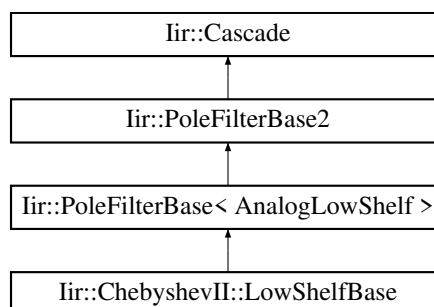 Iir::Cascade
Iir::PoleFilterBase2
Iir::PoleFilterBase< AnalogLowShelf >
Iir::ChebyshevII::LowShelfBase